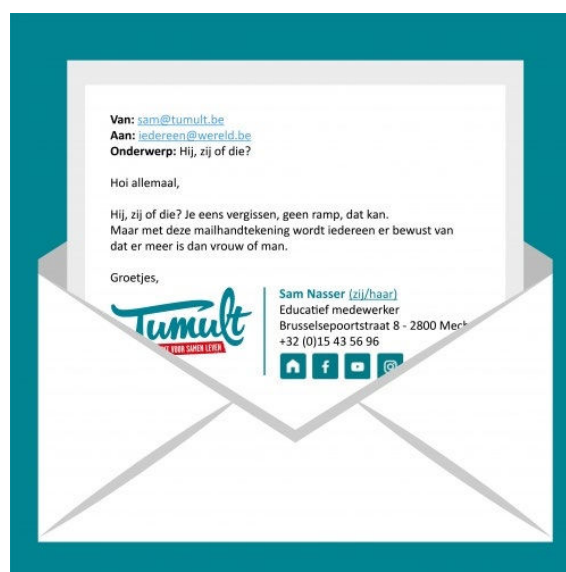 Van: sam@tumult.be
Aan: iedereen@wereld.be
Onderwerp: Hij, zij of die?
Hoi allemaal,
Hij, zij of die? Je eens vergissen, geen ramp, dat kan.
Maar met deze mailhandtekening wordt iedereen er bewust van
dat er meer is dan vrouw of man.
Groetjes,
Tumult
VOOR SAMEN LEVEN
Sam Nasser (zij/haar)
Educatief medewerker
Brusselsepoortstraat 8 - 2800
+32 (0)15 43 56 96